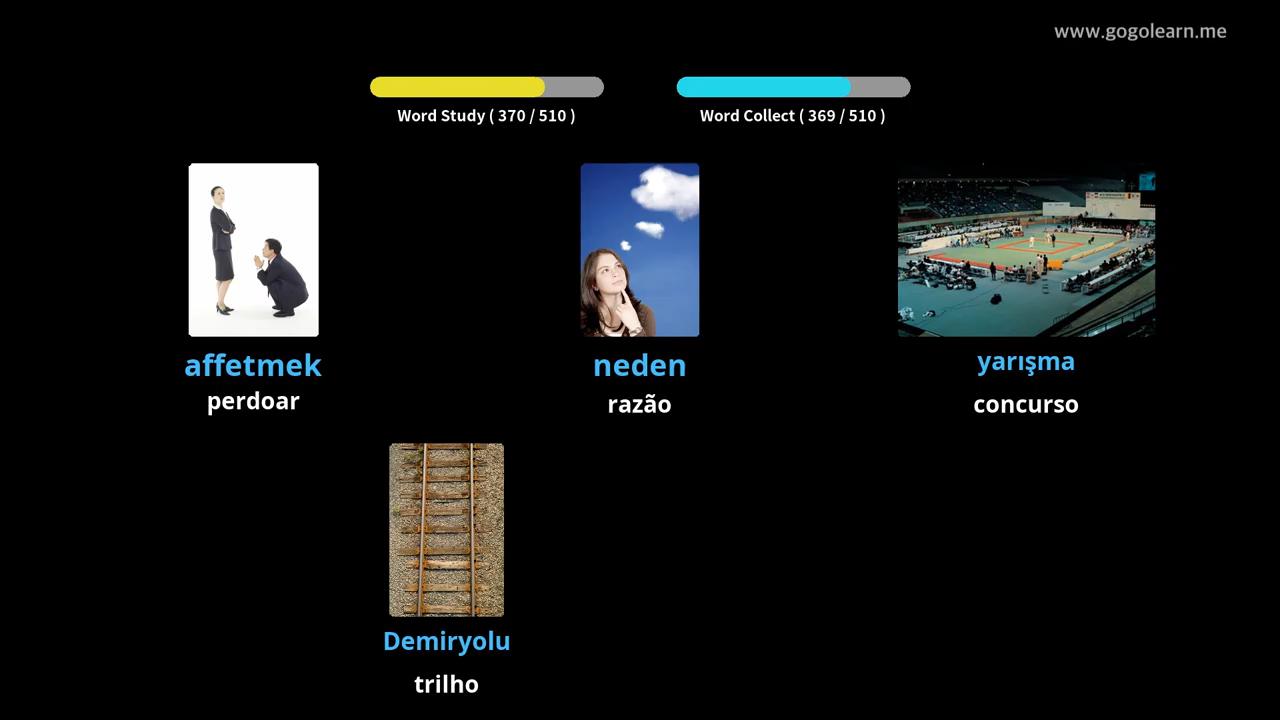 www.gogolearn.me
Word Study ( 370 / 510 )
Word Collect ( 369 / 510 )
affetmek
perdoar
neden
razão
yarışma
concurso
Demiryolu
trilho